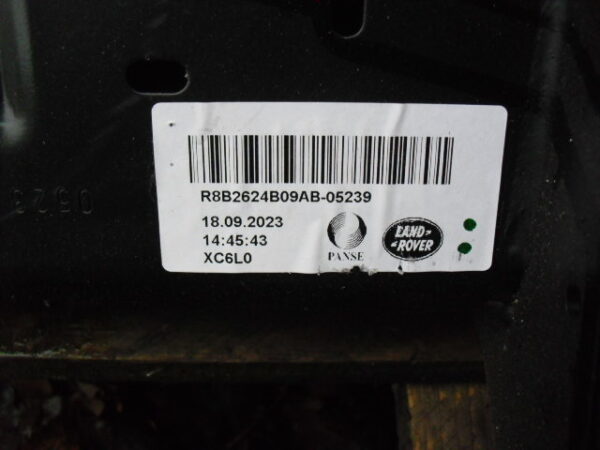 R8B2624B09AB-05239
18.09.2023
14:45:43
XC6L0
PANSE
LAND-
-ROVER